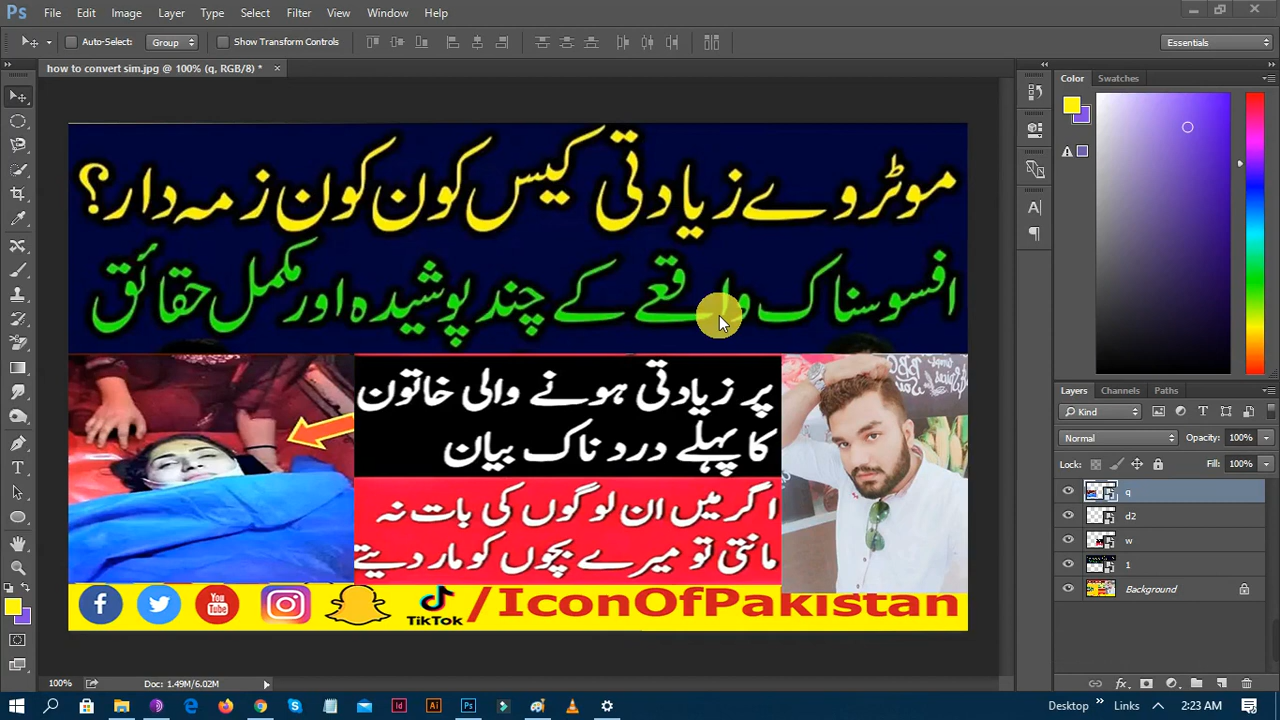 Ps File Edit Image Layer Type Select Filter View Window Help
Auto-Select: Group Show Transform Controls Essentials
how to convert sim.jpg @ 100% (q, RGB/8) * ×
Color Swatches
موٹروے زیادتی کیس کون کون زمہ دار؟
افسوسناک واقعے کے چند پوشیدہ اور مکمل حقائق
پر زیادتی ہونے والی خاتون
کا پہلے درد ناک بیان
اگر میں ان لوگوں کی بات نہ
مانتی تو میرے بچوں کو مار دیتے
You
Tube
TikTok
/IconOfPakistan
Layers Channels Paths
Kind
Normal Opacity: 100%
Lock: Fill: 100%
q
d2
w
1
Background
100% Doc: 1.49M/6.02M
Desktop Links 2:23 AM